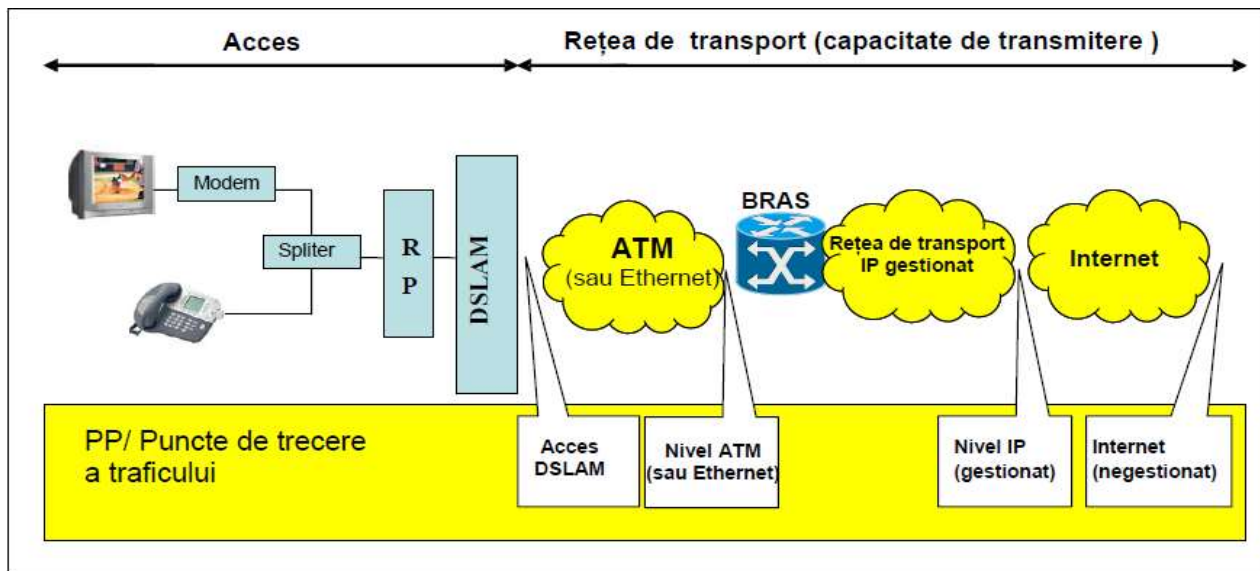 Acces
Rețea de transport (capacitate de transmitere )
Modem
Spliter
R
P
DSLAM
ATM
(sau Ethernet)
BRAS
Rețea de transport
IP gestionat
Internet
PP/ Puncte de trecere
a traficului
Acces
DSLAM
Nivel ATM
(sau Ethernet)
Nivel IP
(gestionat)
Internet
(negestionat)